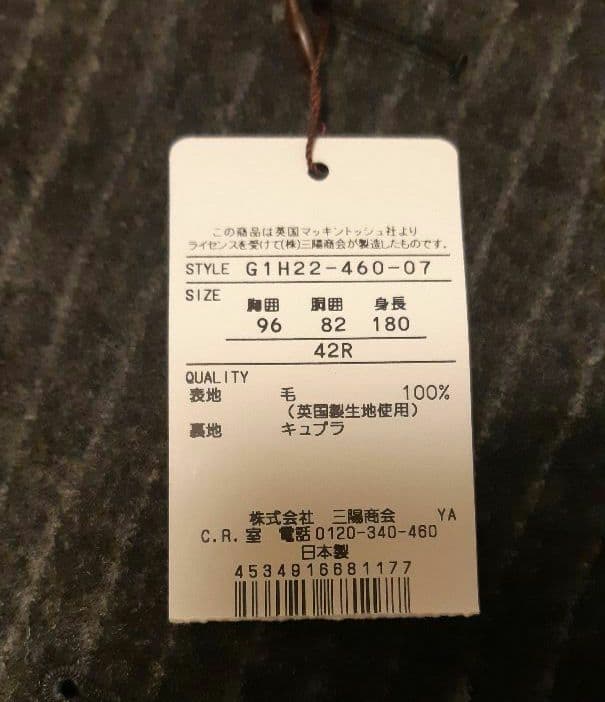 この商品は英国マッキントッシュ社より
ライセンスを受けて(株)三陽商会が製造したものです。
STYLE G1H22-460-07
SIZE
胸囲 胴囲 身長
96 82 180
42R
QUALITY
表地 毛 100%
(英国製生地使用)
裏地 キュプラ
株式会社 三陽商会 YA
C.R.室 電話0120-340-460
日本製
4534916681177